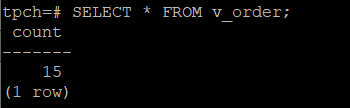 tpch=# SELECT * FROM v_order;
 count
-------
    15
(1 row)